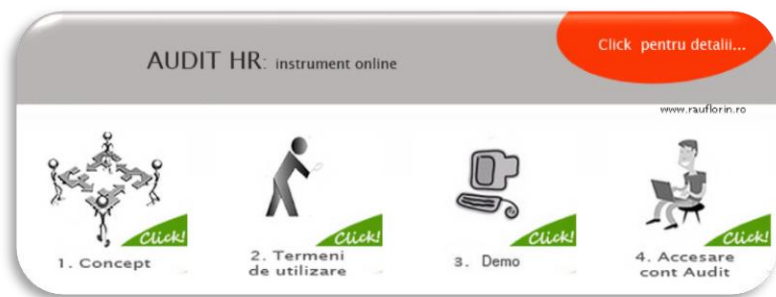 AUDIT HR: instrument online
Click pentru detalii...
www.rauflorin.ro
Click!
1. Concept
Click!
2. Termeni
de utilizare
Click!
3. Demo
Click!
4. Accesare
cont Audit